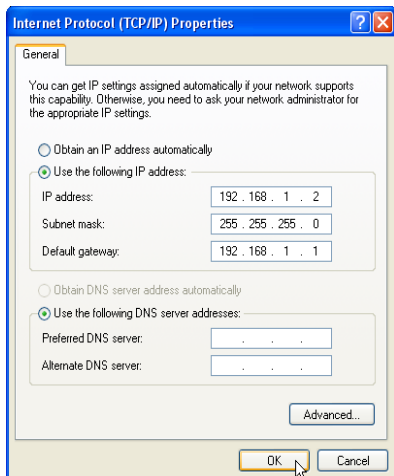 Internet Protocol (TCP/IP) Properties
General
You can get IP settings assigned automatically if your network supports
this capability. Otherwise, you need to ask your network administrator for
the appropriate IP settings.
Obtain an IP address automatically
Use the following IP address:
IP address: 192 . 168 . 1 . 2
Subnet mask: 255 . 255 . 255 . 0
Default gateway: 192 . 168 . 1 . 1
Obtain DNS server address automatically
Use the following DNS server addresses:
Preferred DNS server: . . .
Alternate DNS server: . . .
Advanced...
OK Cancel